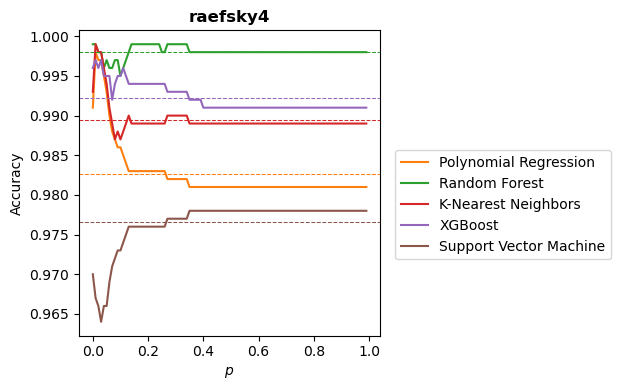 raefsky4
1.000
0.995
0.990
0.985
0.980
0.975
0.970
0.965
Accuracy
0.0 0.2 0.4 0.6 0.8 1.0
p
Polynomial Regression
Random Forest
K-Nearest Neighbors
XGBoost
Support Vector Machine